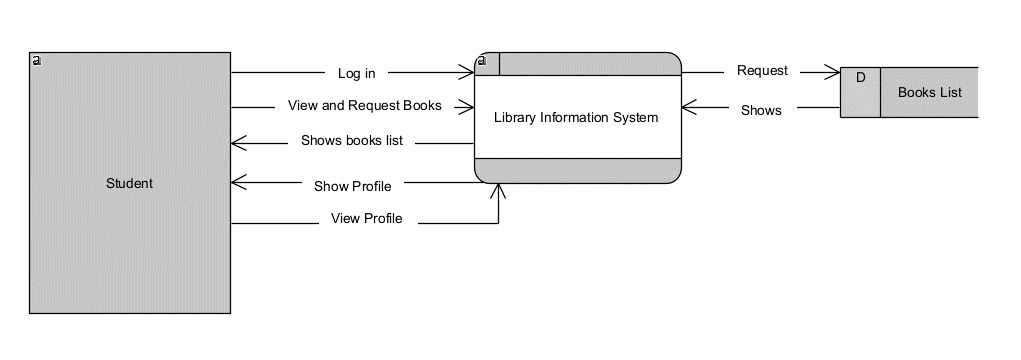 a
Student
Log in
View and Request Books
Shows books list
Show Profile
View Profile
a
Library Information System
Request
Shows
D
Books List